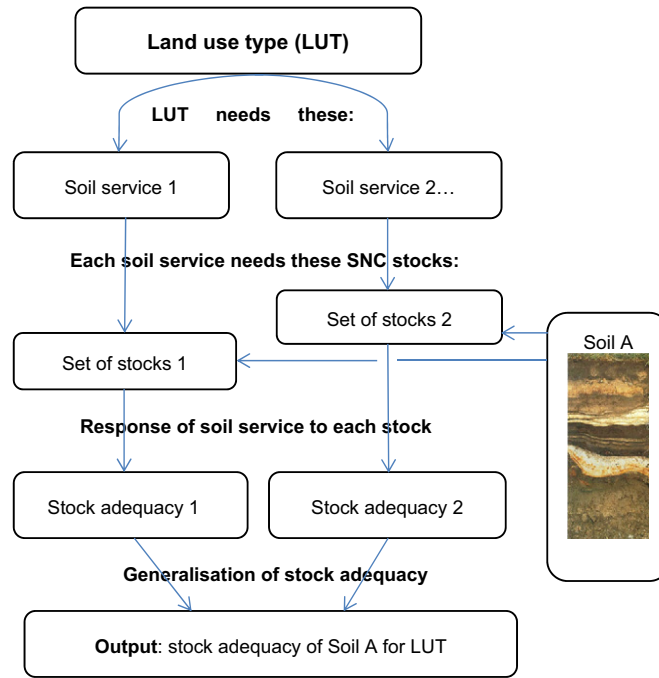 Land use type (LUT)
LUT needs these:
Soil service 1
Soil service 2…
Each soil service needs these SNC stocks:
Set of stocks 2
Set of stocks 1
Soil A
Response of soil service to each stock
Stock adequacy 1
Stock adequacy 2
Generalisation of stock adequacy
Output: stock adequacy of Soil A for LUT